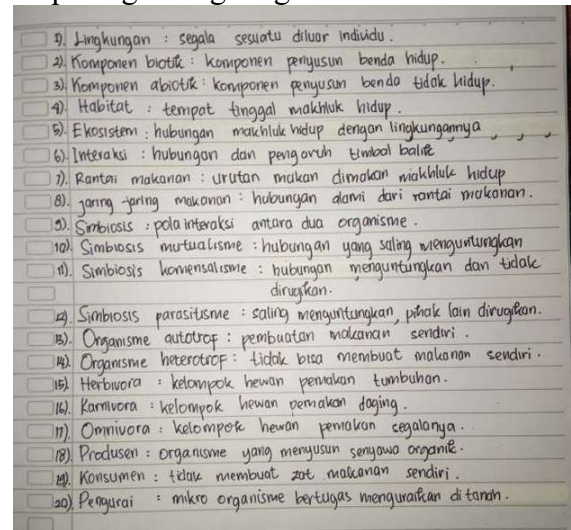 1). Lingkungan : segala sesuatu diluar individu.
2). Komponen biotik : komponen penyusun benda hidup.
3). Komponen abiotik : komponen penyusun benda tidak hidup.
4). Habitat : tempat tinggal makhluk hidup.
5). Ekosistem : hubungan makhluk hidup dengan lingkungannya
6). Interaksi : hubungan dan pengaruh timbal balik
7). Rantai makanan : urutan makan dimakan makhluk hidup
8). jaring-jaring makanan : hubungan alami dari rantai makanan.
9). Simbiosis : pola interaksi antara dua organisme.
10). Simbiosis mutualisme : hubungan yang saling menguntungkan
11). Simbiosis komensalisme : hubungan menguntungkan dan tidak
dirugikan.
12). Simbiosis parasitisme : saling menguntungkan, pihak lain dirugikan.
13). Organisme autotrof : pembuatan makanan sendiri.
14). Organisme heterotrof : tidak bisa membuat makanan sendiri.
15). Herbivora : kelompok hewan pemakan tumbuhan.
16). Karnivora : kelompok hewan pemakan daging.
17). Omnivora : kelompok hewan pemakan segalanya.
18). Produsen : organisme yang menyusun senyawa organik.
19). Konsumen : tidak membuat zat makanan sendiri.
20). Pengurai : mikro organisme bertugas menguraikan di tanah.